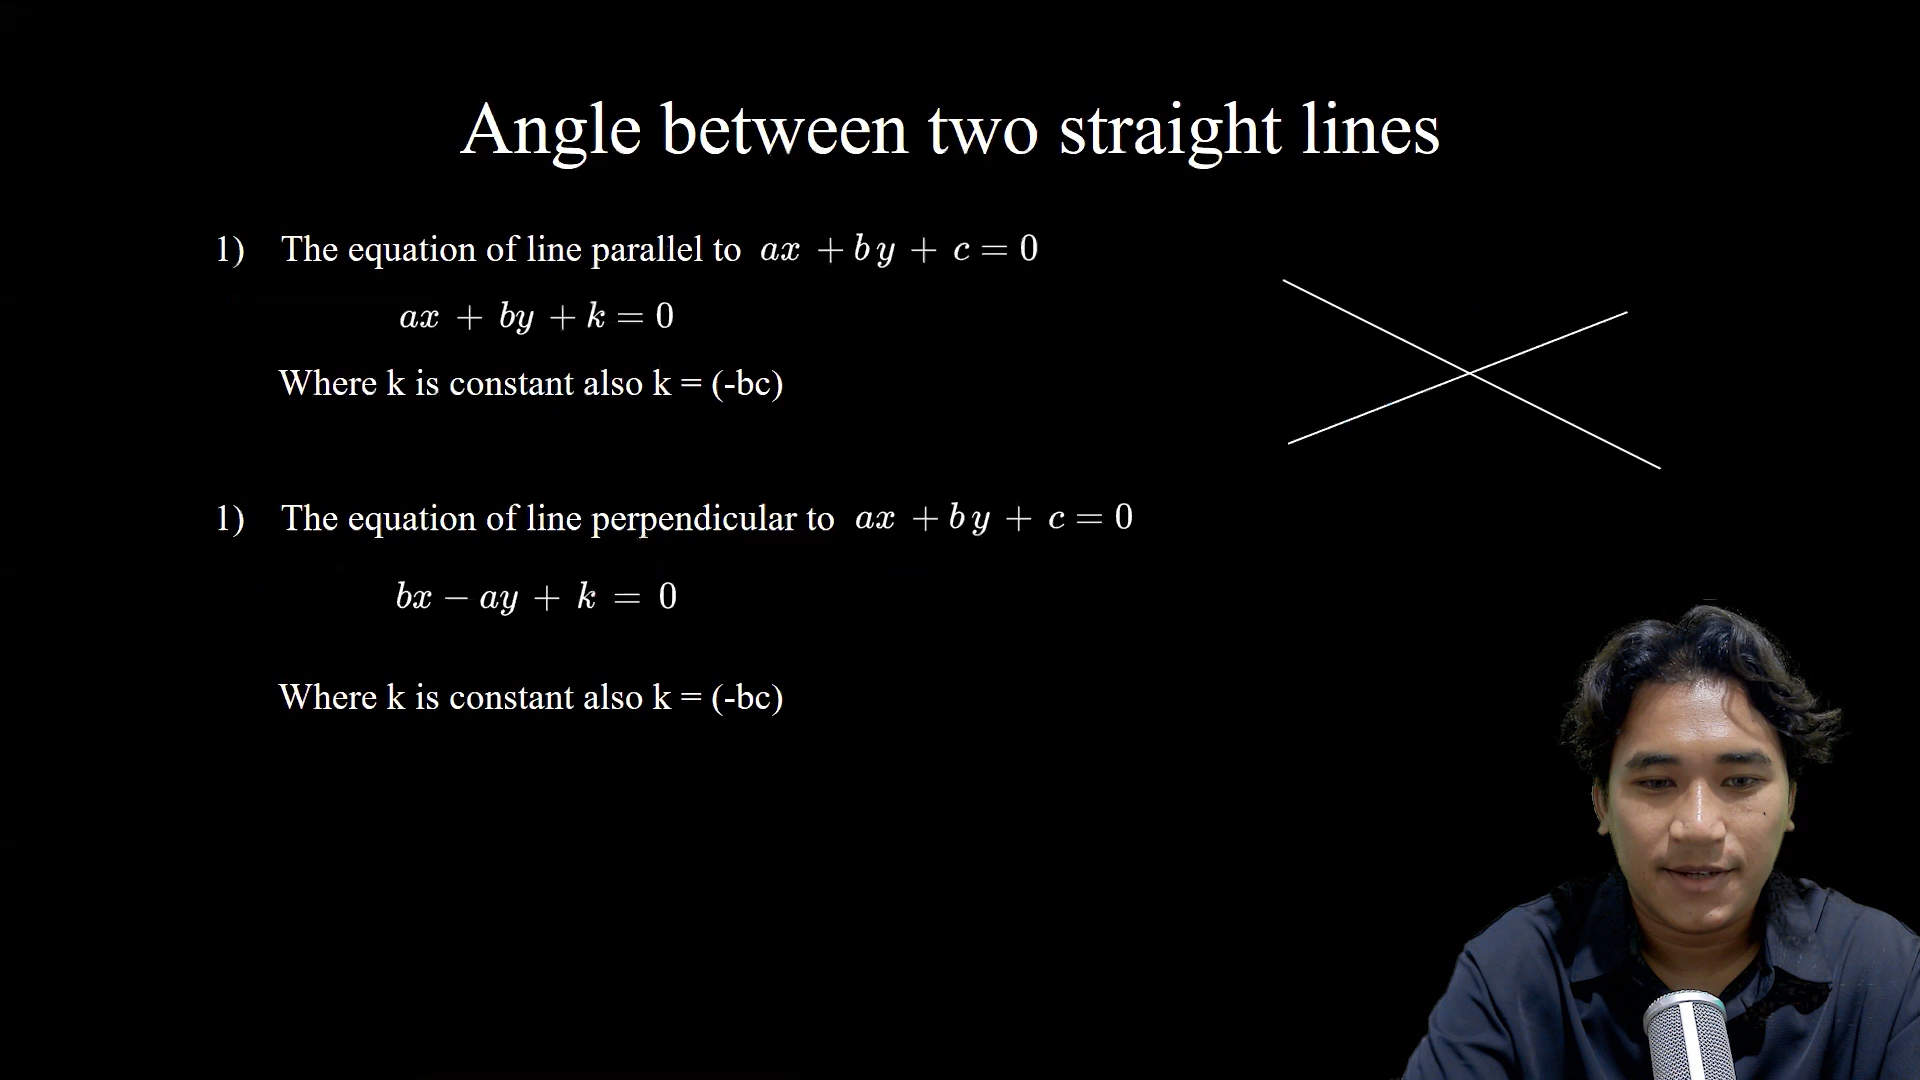 Angle between two straight lines
1) The equation of line parallel to ax + by + c = 0
ax + by + k = 0
Where k is constant also k = (-bc)
1) The equation of line perpendicular to ax + by + c = 0
bx − ay + k = 0
Where k is constant also k = (-bc)